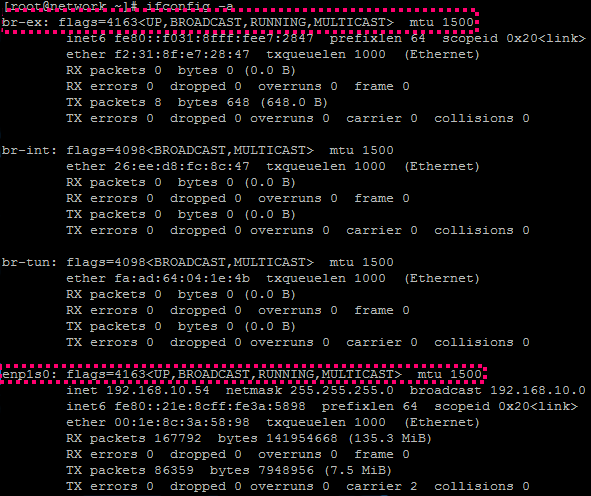 [root@network ~]# ifconfig -a
br-ex: flags=4163<UP,BROADCAST,RUNNING,MULTICAST>  mtu 1500
inet6 fe80::f031:8fff:fee7:2847  prefixlen 64  scopeid 0x20<link>
ether f2:31:8f:e7:28:47  txqueuelen 1000  (Ethernet)
RX packets 0  bytes 0 (0.0 B)
RX errors 0  dropped 0  overruns 0  frame 0
TX packets 8  bytes 648 (648.0 B)
TX errors 0  dropped 0 overruns 0  carrier 0  collisions 0
br-int: flags=4098<BROADCAST,MULTICAST>  mtu 1500
ether 26:ee:d8:fc:8c:47  txqueuelen 1000  (Ethernet)
RX packets 0  bytes 0 (0.0 B)
RX errors 0  dropped 0  overruns 0  frame 0
TX packets 0  bytes 0 (0.0 B)
TX errors 0  dropped 0 overruns 0  carrier 0  collisions 0
br-tun: flags=4098<BROADCAST,MULTICAST>  mtu 1500
ether fa:ad:64:04:1e:4b  txqueuelen 1000  (Ethernet)
RX packets 0  bytes 0 (0.0 B)
RX errors 0  dropped 0  overruns 0  frame 0
TX packets 0  bytes 0 (0.0 B)
TX errors 0  dropped 0 overruns 0  carrier 0  collisions 0
enp1s0: flags=4163<UP,BROADCAST,RUNNING,MULTICAST>  mtu 1500
inet 192.168.10.54  netmask 255.255.255.0  broadcast 192.168.10.0
inet6 fe80::21e:8cff:fe3a:5898  prefixlen 64  scopeid 0x20<link>
ether 00:1e:8c:3a:58:98  txqueuelen 1000  (Ethernet)
RX packets 167792  bytes 141954668 (135.3 MiB)
RX errors 0  dropped 0  overruns 0  frame 0
TX packets 86359  bytes 7948956 (7.5 MiB)
TX errors 0  dropped 0 overruns 0  carrier 2  collisions 0